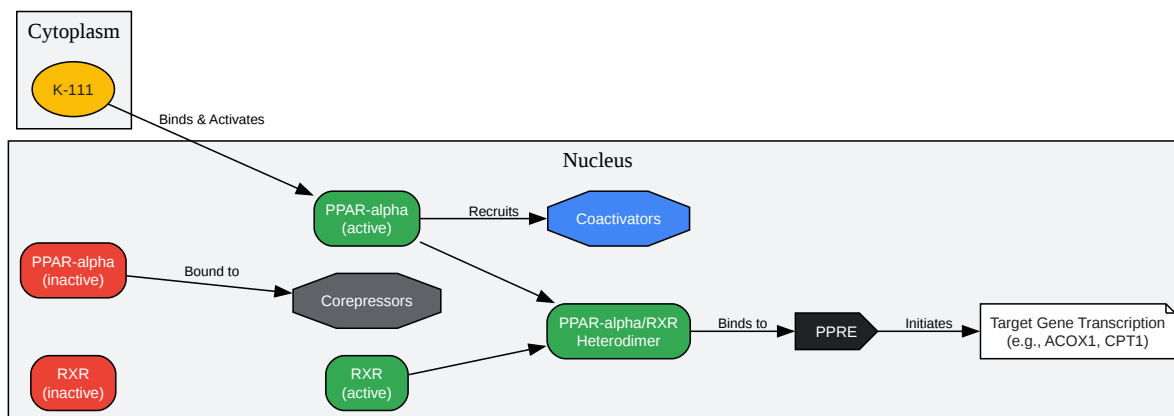 Cytoplasm
K-111
Binds & Activates
Nucleus
PPAR-alpha
(active)
Recruits
Coactivators
PPAR-alpha
(inactive)
Bound to
Corepressors
PPAR-alpha/RXR
Heterodimer
Binds to
PPRE
Initiates
Target Gene Transcription
(e.g., ACOX1, CPT1)
RXR
(inactive)
RXR
(active)